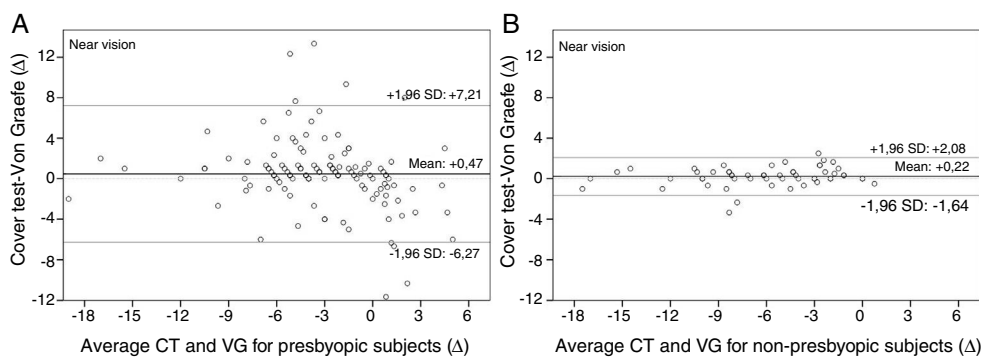 A
Near vision
Cover test-Von Graefe (Δ)
12
8
4
0
-4
-8
-12
+1,96 SD: +7,21
Mean: +0,47
-1,96 SD: -6,27
-18 -15 -12 -9 -6 -3 0 3 6
Average CT and VG for presbyopic subjects (Δ)
B
Near vision
Cover test-Von Graefe (Δ)
12
8
4
0
-4
-8
-12
+1,96 SD: +2,08
Mean: +0,22
-1,96 SD: -1,64
-18 -15 -12 -9 -6 -3 0 3 6
Average CT and VG for non-presbyopic subjects (Δ)